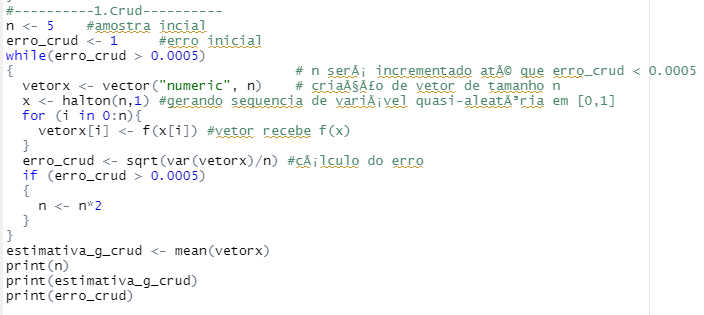 #----------1.Crud----------
n <- 5    #amostra incial
erro_crud <- 1     #erro inicial
while(erro_crud > 0.0005)
{                                  # n serÃ¡ incrementado atÃ© que erro_crud < 0.0005
  vetorx <- vector("numeric", n)    # criaÃ§Ã£o de vetor de tamanho n
  x <- halton(n,1) #gerando sequencia de variÃ¡vel quasi-aleatÃ³ria em [0,1]
  for (i in 0:n){
    vetorx[i] <- f(x[i]) #vetor recebe f(x)
  }
  erro_crud <- sqrt(var(vetorx)/n) #cÃ¡lculo do erro
  if (erro_crud > 0.0005)
  {
    n <- n*2
  }
}
estimativa_g_crud <- mean(vetorx)
print(n)
print(estimativa_g_crud)
print(erro_crud)